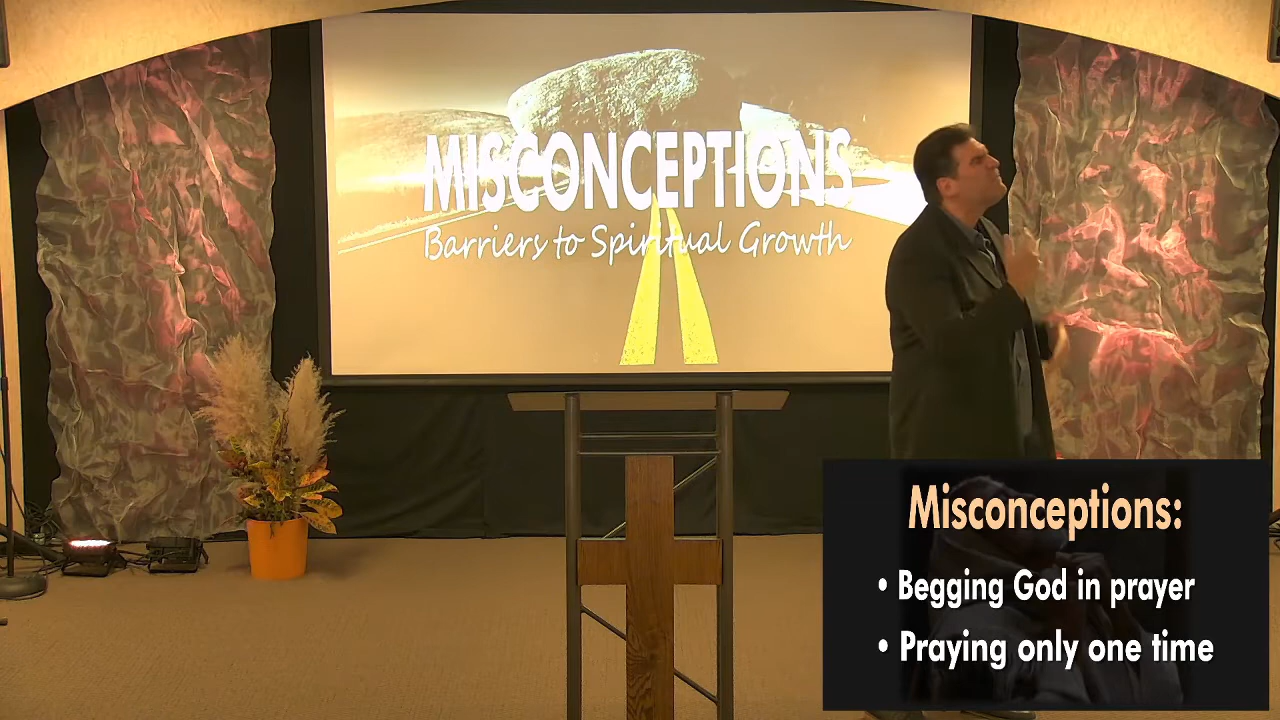 MISCONCEPTIONS
Barriers to Spiritual Growth
Misconceptions:
• Begging God in prayer
• Praying only one time